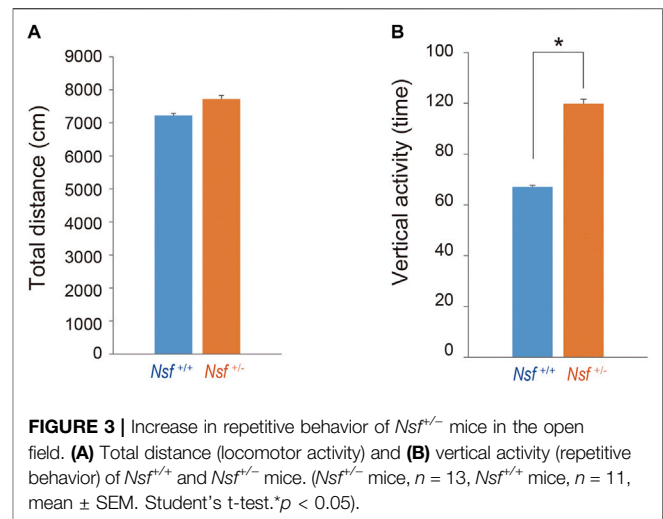 A
9000
8000
7000
6000
5000
4000
3000
2000
1000
0
Total distance (cm)
Nsf +/+ Nsf +/-
B
100
120
80
60
40
20
0
Vertical activity (time)
*
Nsf +/+ Nsf +/-
FIGURE 3 | Increase in repetitive behavior of Nsf+/− mice in the open
field. (A) Total distance (locomotor activity) and (B) vertical activity (repetitive
behavior) of Nsf+/+ and Nsf+/− mice. (Nsf+/− mice, n = 13, Nsf+/+ mice, n = 11,
mean ± SEM. Student’s t-test.*p < 0.05).